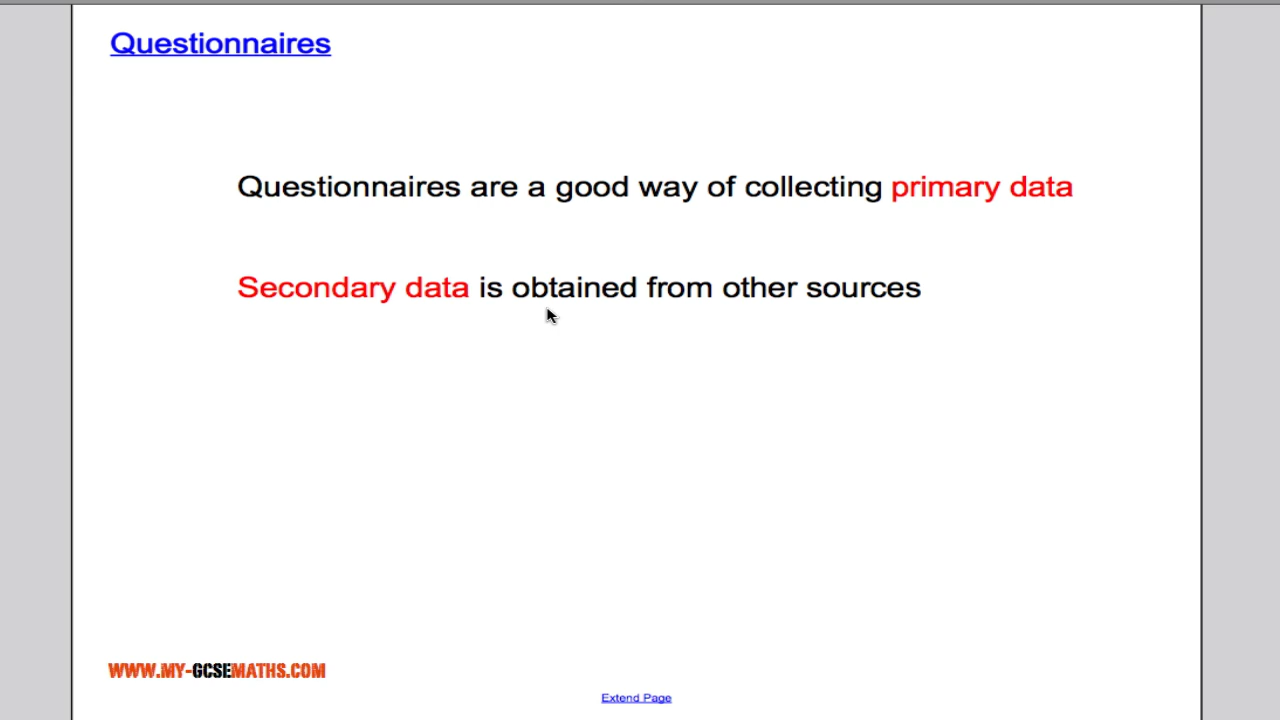 Questionnaires
Questionnaires are a good way of collecting primary data
Secondary data is obtained from other sources
WWW.MY-GCSEMATHS.COM
Extend Page